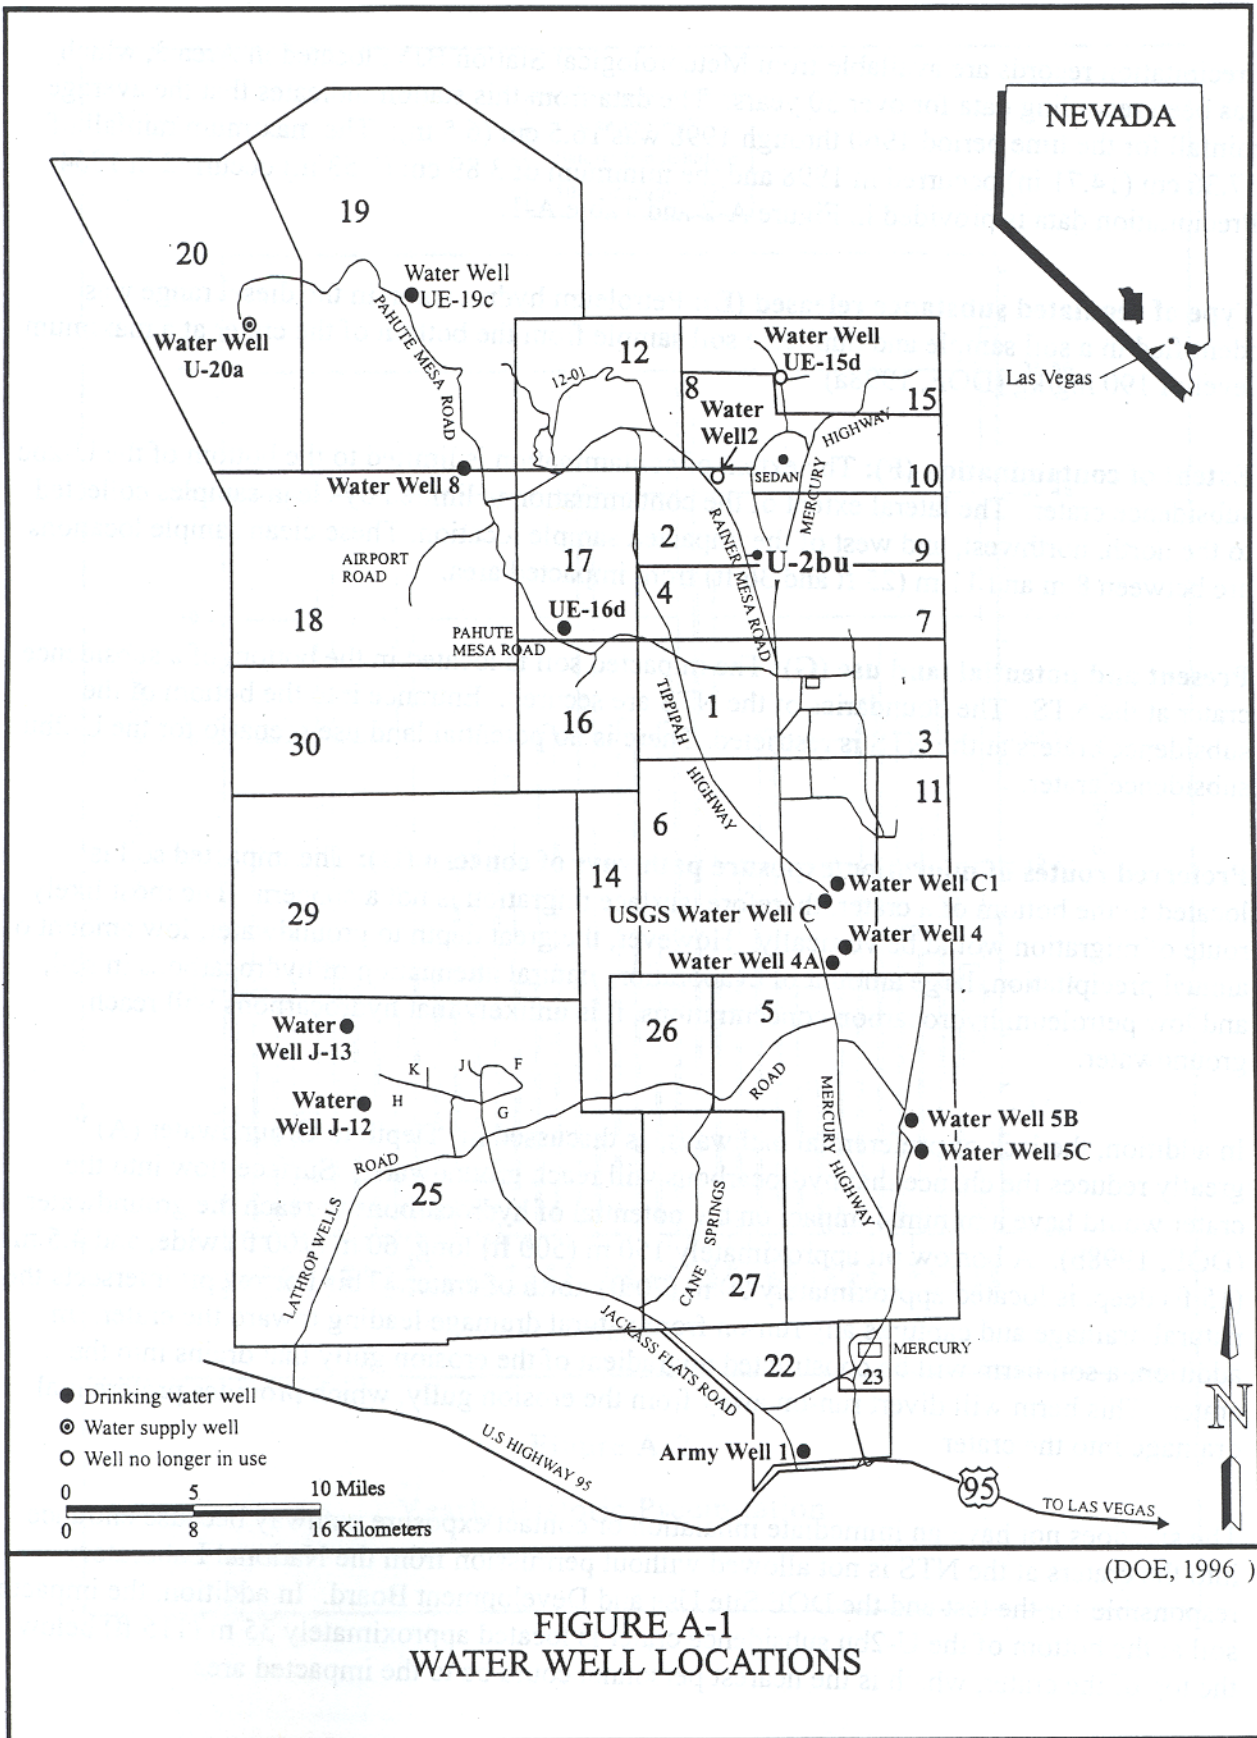 NEVADA
Las Vegas
19
20
Water Well
UE-19c
Water Well
U-20a
PAHUTE MESA ROAD
12
12-01
Water Well
UE-15d
8
15
Water
Well2
HIGHWAY
MERCURY
SEDAN
10
Water Well 8
AIRPORT
ROAD
17
2
RAINER MESA ROAD
U-2bu
9
4
7
UE-16d
18
PAHUTE
MESA ROAD
TIPPIPAH
HIGHWAY
1
16
30
3
11
6
14
29
Water Well C1
USGS Water Well C
Water Well 4
Water Well 4A
5
26
Water
Well J-13
K
J
F
H
G
Water
Well J-12
ROAD
MERCURY HIGHWAY
Water Well 5B
Water Well 5C
ROAD
LATHROP WELLS
25
CANE SPRINGS
27
JACKASS FLATS ROAD
22
MERCURY
23
Army Well 1
Drinking water well
Water supply well
Well no longer in use
0 5 10 Miles
0 8 16 Kilometers
U.S HIGHWAY 95
95
TO LAS VEGAS
N
(DOE, 1996 )
FIGURE A-1
WATER WELL LOCATIONS